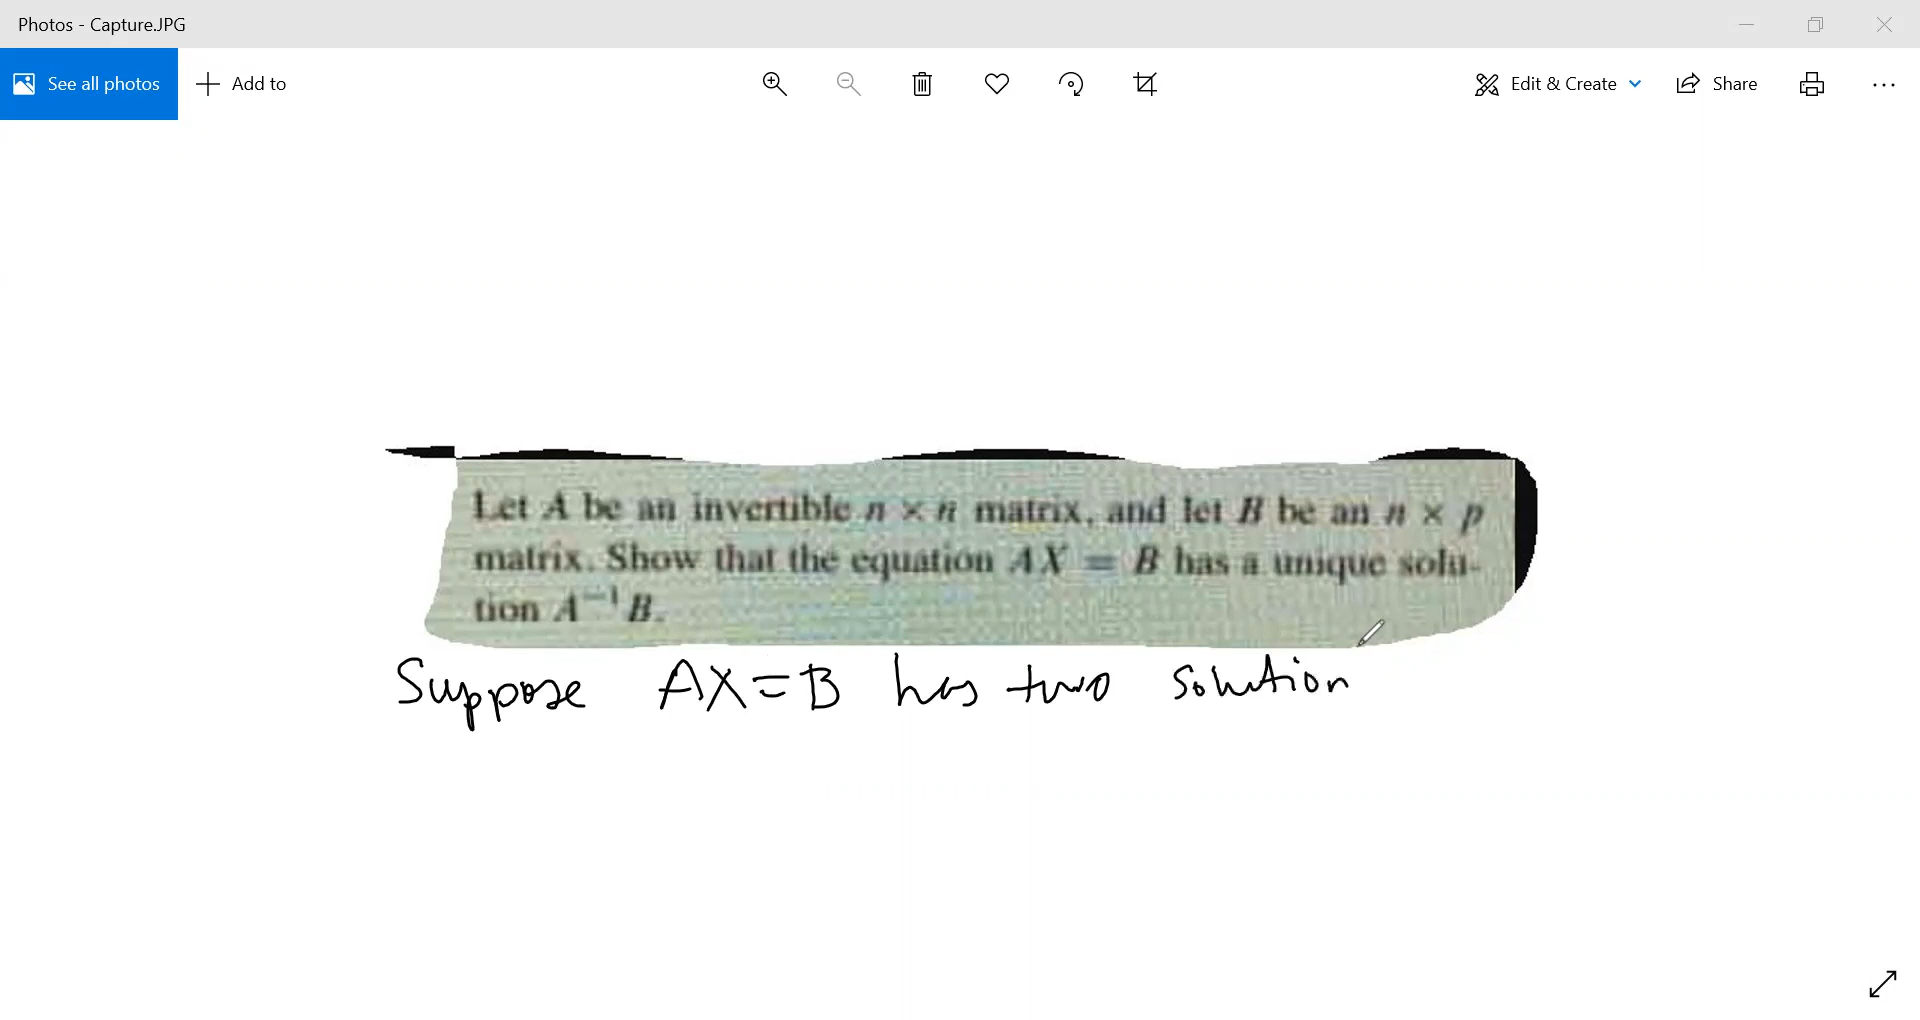 Photos - Capture.JPG
See all photos
Add to
Edit & Create
Share
Let A be an invertible n × n matrix, and let B be an n × p
matrix. Show that the equation AX = B has a unique solu-
tion A⁻¹B.
Suppose AX=B has two solution